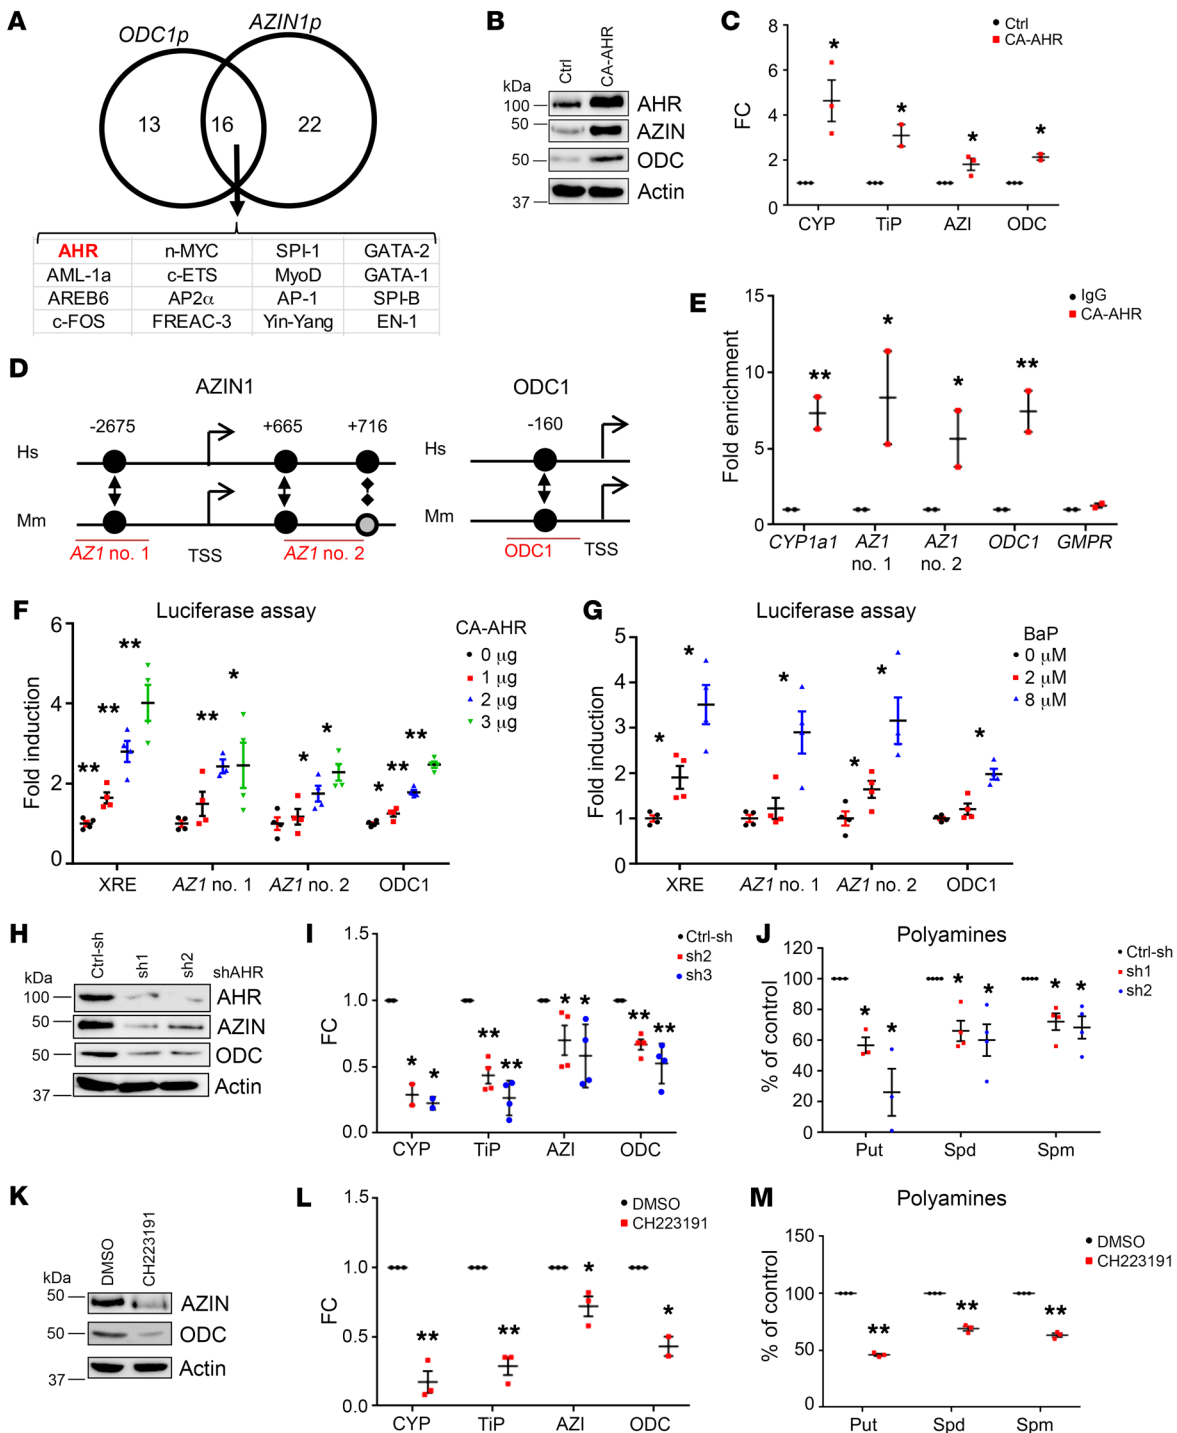 A
ODC1p
AZIN1p
13
16
22
AHR n-MYC SPI-1 GATA-2
AML-1a c-ETS MyoD GATA-1
AREB6 AP2α AP-1 SPI-B
c-FOS FREAC-3 Yin-Yang EN-1
B
Ctrl
CA-AHR
kDa
100
AHR
50
AZIN
50
ODC
Actin
37
C
Ctrl
CA-AHR
FC
8
6
4
2
0
*
*
*
*
CYP TiP AZI ODC
D
AZIN1
-2675 +665 +716
Hs
Mm
AZ1 no. 1
TSS
AZ1 no. 2
ODC1
-160
Hs
Mm
ODC1
TSS
E
IgG
CA-AHR
Fold enrichment
15
10
5
0
**
*
*
**
CYP1a1 AZ1 AZ1 ODC1 GMPR
no. 1 no. 2
F
Luciferase assay
CA-AHR
0 μg
1 μg
2 μg
3 μg
Fold induction
6
4
2
0
** ** **
** *
* *
* ** **
XRE AZ1 no. 1 AZ1 no. 2 ODC1
G
Luciferase assay
BaP
0 μM
2 μM
8 μM
Fold induction
5
4
3
2
1
0
* *
*
* *
*
XRE AZ1 no. 1 AZ1 no. 2 ODC1
H
Ctrl-sh
sh1
sh2
shAHR
kDa
100
AHR
50
AZIN
50
ODC
Actin
37
I
Ctrl-sh
sh2
sh3
FC
1.5
1.0
0.5
0.0
* *
** **
* *
** **
CYP TiP AZI ODC
J
Polyamines
Ctrl-sh
sh1
sh2
% of control
120
100
80
60
40
20
0
* *
* *
* *
Put Spd Spm
K
DMSO
CH223191
kDa
50
AZIN
50
ODC
Actin
37
L
DMSO
CH223191
FC
1.5
1.0
0.5
0.0
**
**
*
*
CYP TiP AZI ODC
M
Polyamines
DMSO
CH223191
% of control
150
100
50
0
**
**
**
Put Spd Spm